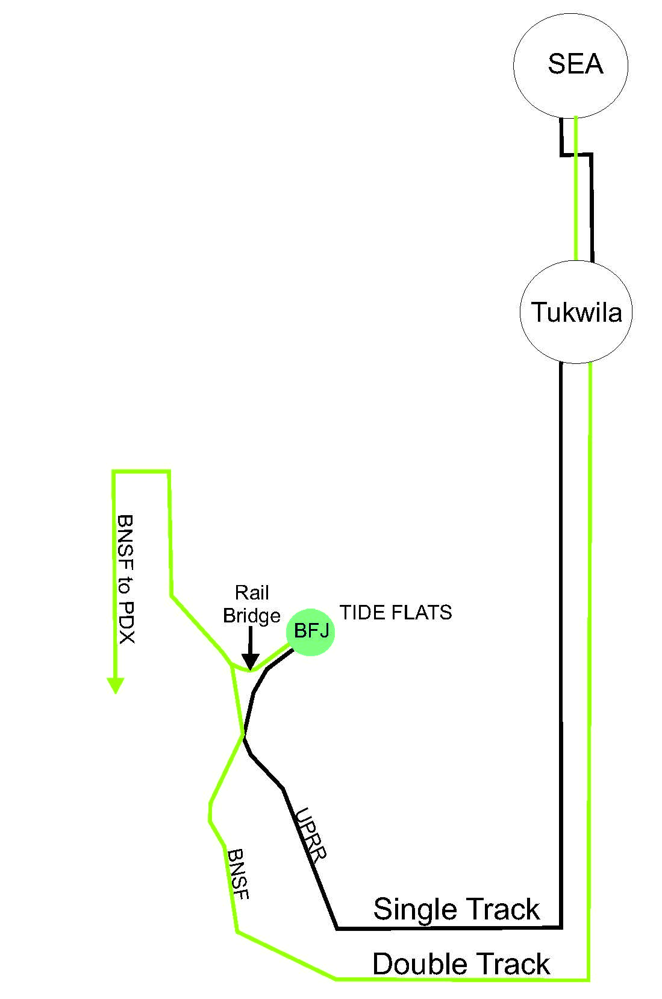 SEA
Tukwila
BNSF to PDX
Rail
Bridge
BFJ
TIDE FLATS
UPRR
BNSF
Single Track
Double Track